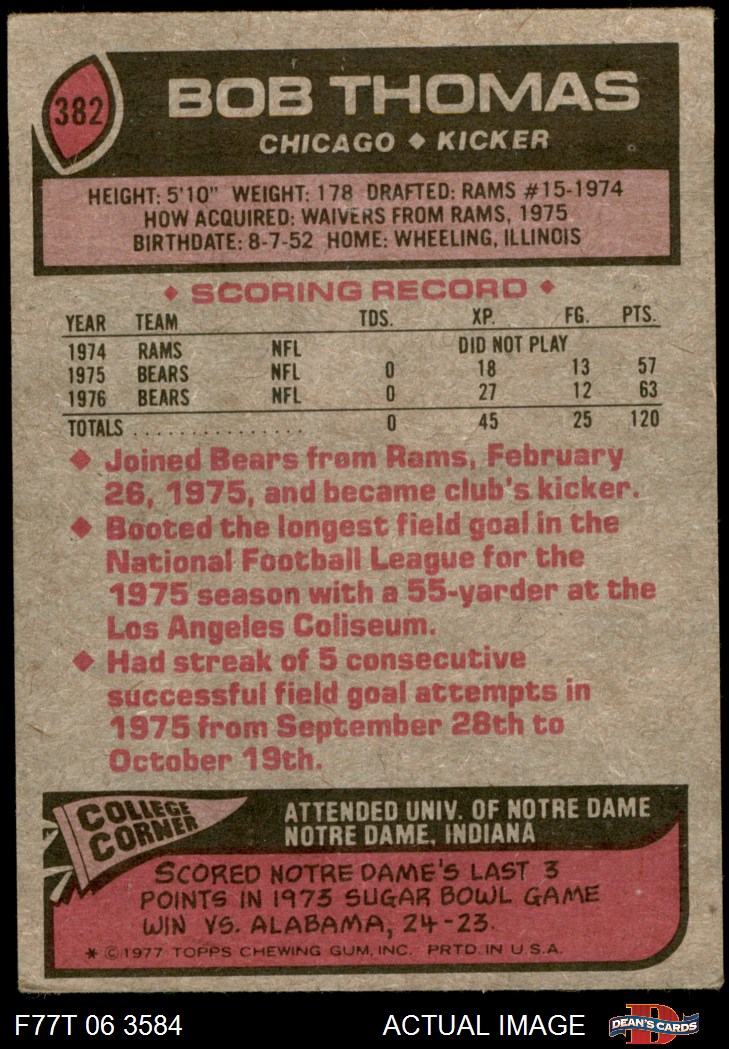 382
BOB THOMAS
CHICAGO ♦ KICKER
HEIGHT: 5'10" WEIGHT: 178 DRAFTED: RAMS #15-1974
HOW ACQUIRED: WAIVERS FROM RAMS, 1975
BIRTHDATE: 8-7-52 HOME: WHEELING, ILLINOIS
♦ SCORING RECORD ♦
YEAR TEAM TDS. XP. FG. PTS.
1974 RAMS NFL DID NOT PLAY
1975 BEARS NFL 0 18 13 57
1976 BEARS NFL 0 27 12 63
TOTALS ................ 0 45 25 120
♦ Joined Bears from Rams, February
26, 1975, and became club's kicker.
♦ Booted the longest field goal in the
National Football League for the
1975 season with a 55-yarder at the
Los Angeles Coliseum.
♦ Had streak of 5 consecutive
successful field goal attempts in
1975 from September 28th to
October 19th.
COLLEGE
CORNER
ATTENDED UNIV. OF NOTRE DAME
NOTRE DAME, INDIANA
SCORED NOTRE DAME'S LAST 3
POINTS IN 1973 SUGAR BOWL GAME
WIN VS. ALABAMA, 24-23.
* © 1977 TOPPS CHEWING GUM, INC. PRTD. IN U.S.A.
F77T 06 3584 ACTUAL IMAGE DEAN'S CARDS